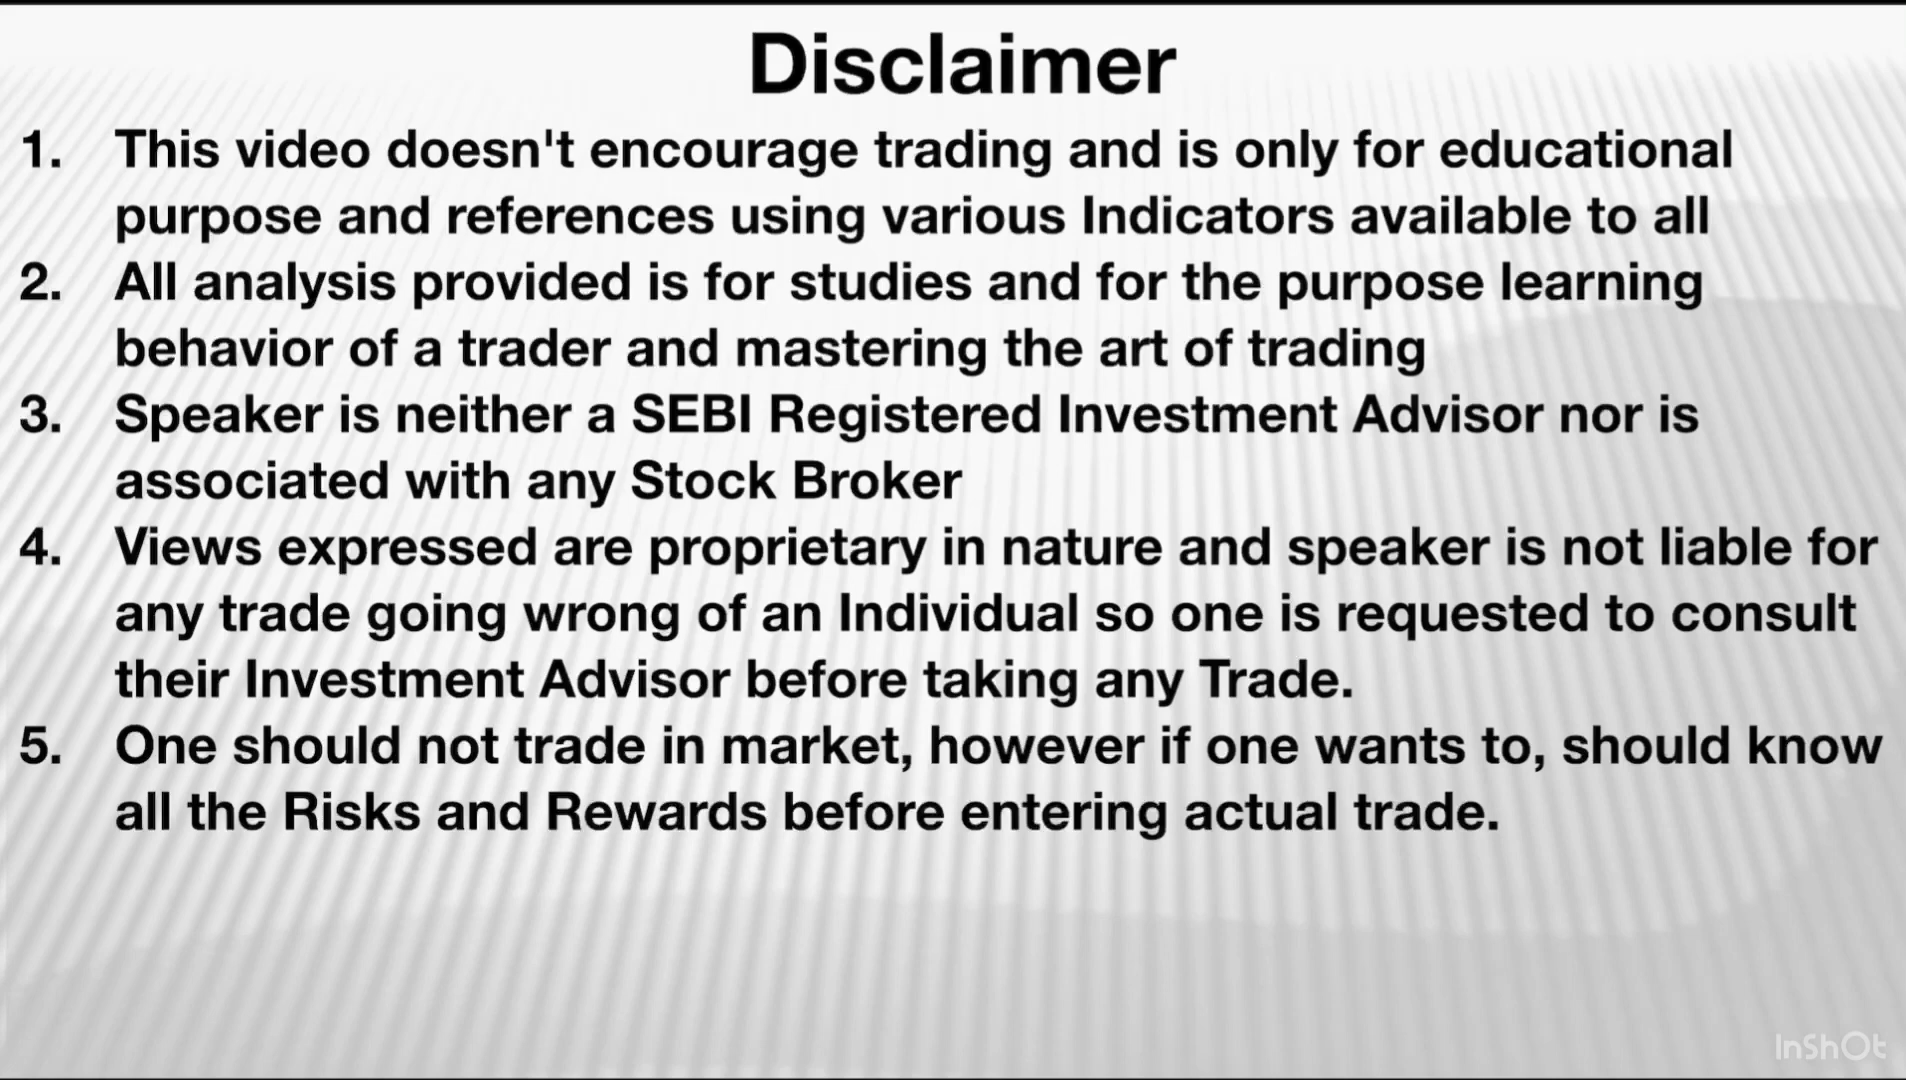 Disclaimer
1. This video doesn't encourage trading and is only for educational
purpose and references using various Indicators available to all
2. All analysis provided is for studies and for the purpose learning
behavior of a trader and mastering the art of trading
3. Speaker is neither a SEBI Registered Investment Advisor nor is
associated with any Stock Broker
4. Views expressed are proprietary in nature and speaker is not liable for
any trade going wrong of an Individual so one is requested to consult
their Investment Advisor before taking any Trade.
5. One should not trade in market, however if one wants to, should know
all the Risks and Rewards before entering actual trade.
InShOt